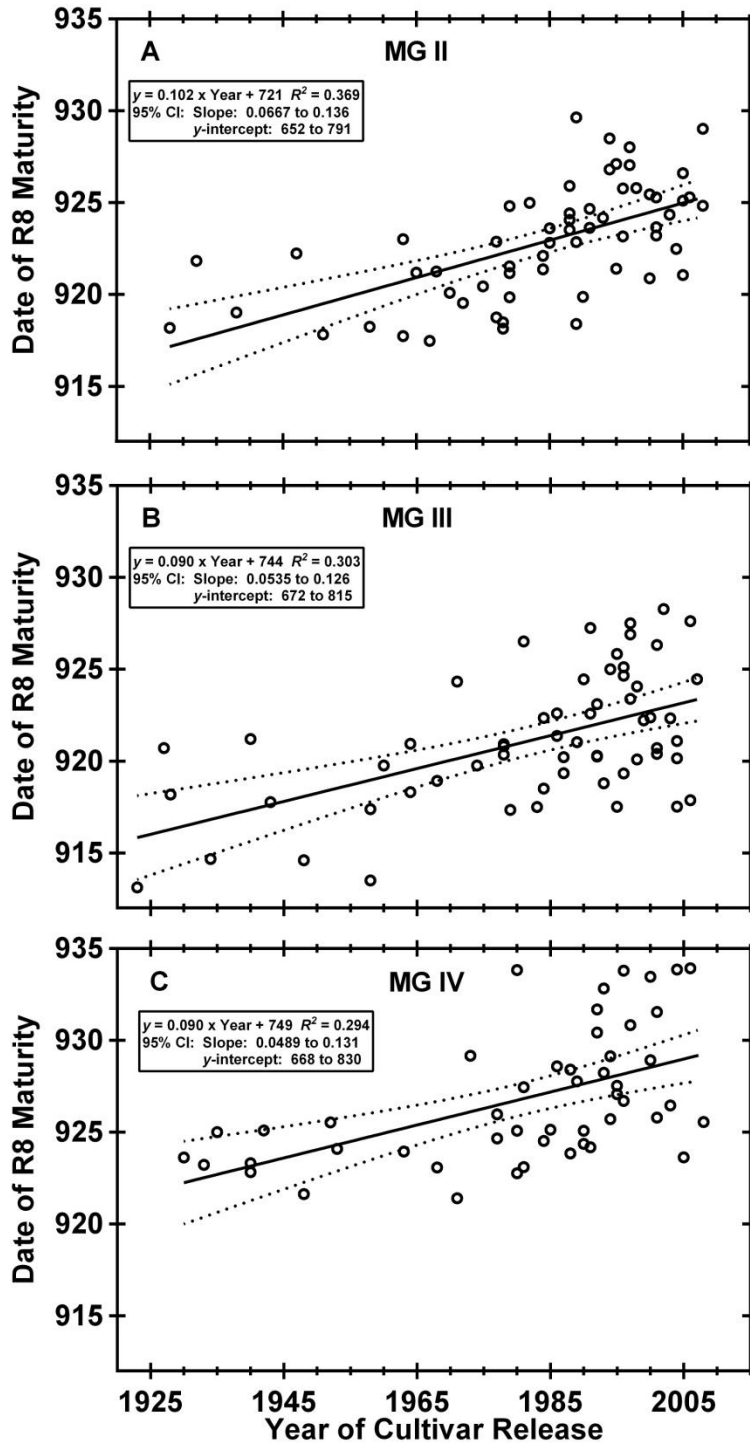 935
930
925
920
915
Date of R8 Maturity
A
MG II
y = 0.102 x Year + 721 R² = 0.369
95% CI: Slope: 0.0667 to 0.136
y-intercept: 652 to 791
935
930
925
920
915
Date of R8 Maturity
B
MG III
y = 0.090 x Year + 744 R² = 0.303
95% CI: Slope: 0.0535 to 0.126
y-intercept: 672 to 815
935
930
925
920
915
Date of R8 Maturity
C
MG IV
y = 0.090 x Year + 749 R² = 0.294
95% CI: Slope: 0.0489 to 0.131
y-intercept: 668 to 830
1925 1945 1965 1985 2005
Year of Cultivar Release